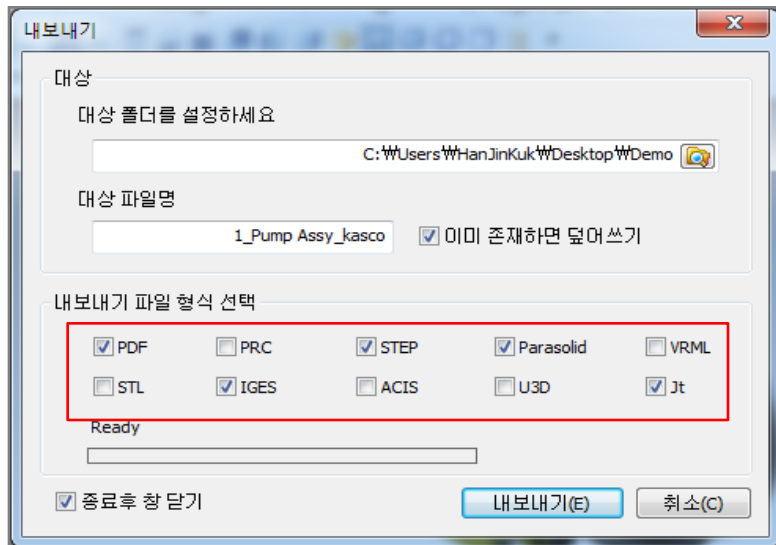 내보내기
대상
대상 폴더를 설정하세요
C:₩Users₩HanJinKuk₩Desktop₩Demo
대상 파일명
1_Pump Assy_kasco 이미 존재하면 덮어쓰기
내보내기 파일 형식 선택
PDF PRC STEP Parasolid VRML
STL IGES ACIS U3D Jt
Ready
종료후 창 닫기 내보내기(E) 취소(C)